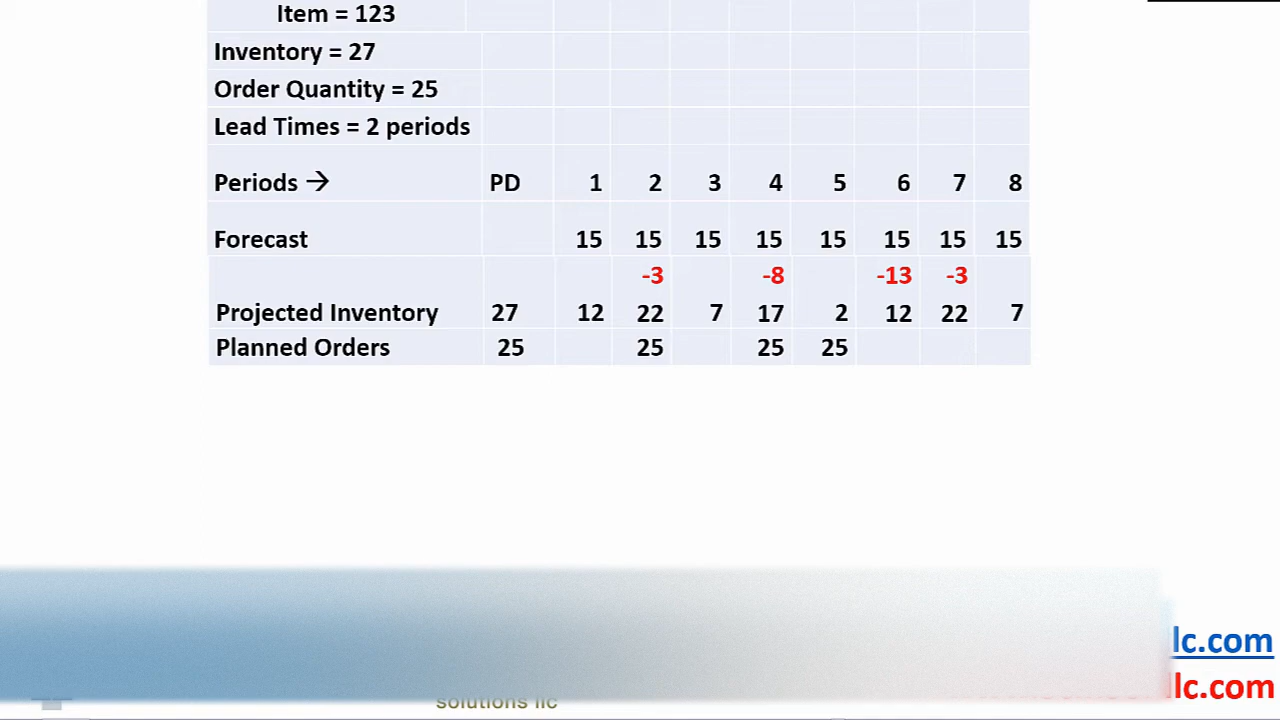 Item = 123
Inventory = 27
Order Quantity = 25
Lead Times = 2 periods
Periods → PD 1 2 3 4 5 6 7 8
Forecast 15 15 15 15 15 15 15 15
-3 -8 -13 -3
Projected Inventory 27 12 22 7 17 2 12 22 7
Planned Orders 25 25 25 25
lc.com
lc.com
solutions llc